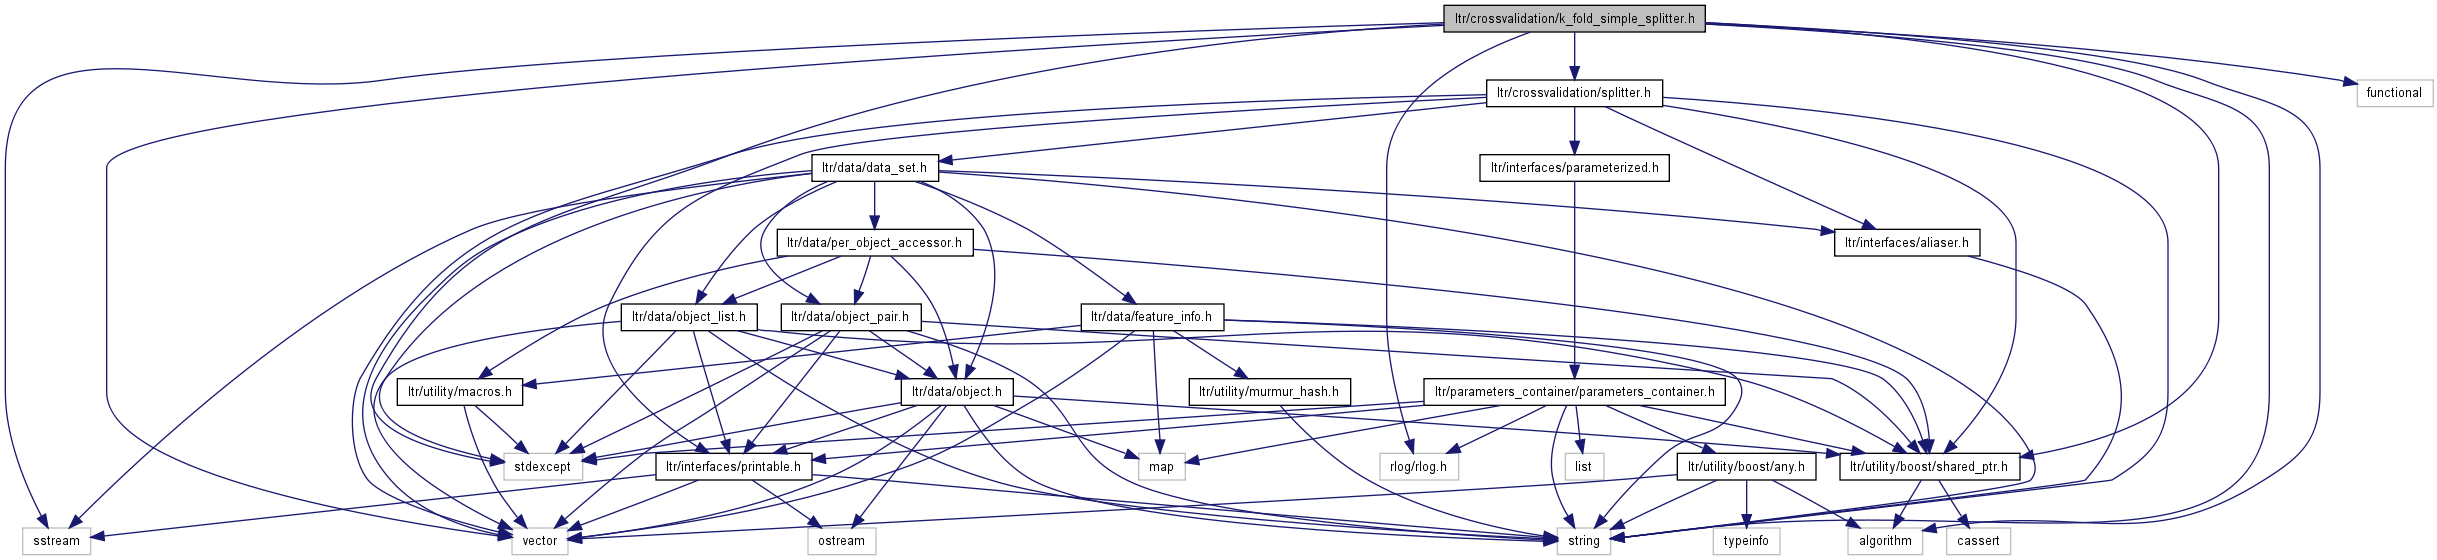 ltr/crossvalidation/k_fold_simple_splitter.h
ltr/crossvalidation/splitter.h
functional
ltr/data/data_set.h
ltr/interfaces/parameterized.h
ltr/data/per_object_accessor.h
ltr/interfaces/aliaser.h
ltr/data/object_list.h
ltr/data/object_pair.h
ltr/data/feature_info.h
ltr/utility/macros.h
ltr/data/object.h
ltr/utility/murmur_hash.h
ltr/parameters_container/parameters_container.h
stdexcept
ltr/interfaces/printable.h
map
rlog/rlog.h
list
ltr/utility/boost/any.h
ltr/utility/boost/shared_ptr.h
sstream
vector
ostream
string
typeinfo
algorithm
cassert